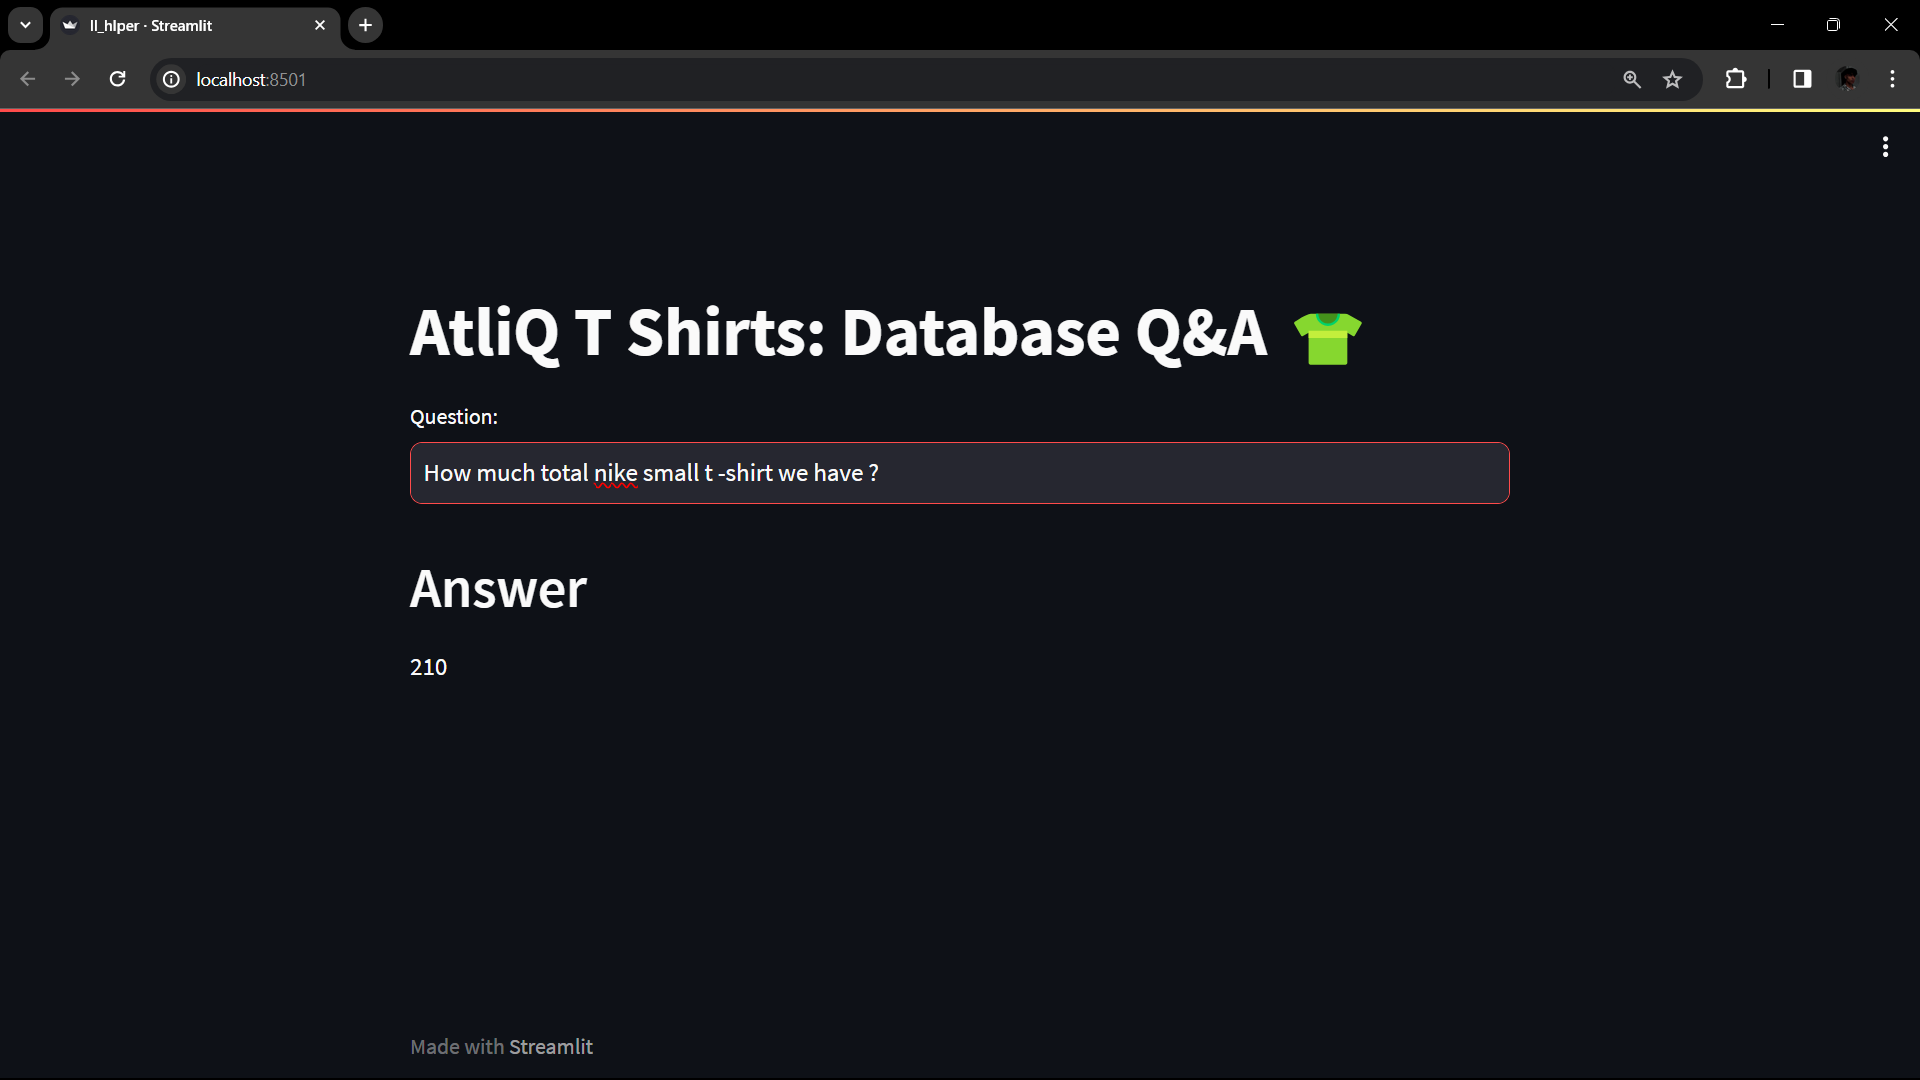 ll_hlper · Streamlit
localhost:8501
AtliQ T Shirts: Database Q&A
Question:
How much total nike small t -shirt we have ?
Answer
210
Made with Streamlit